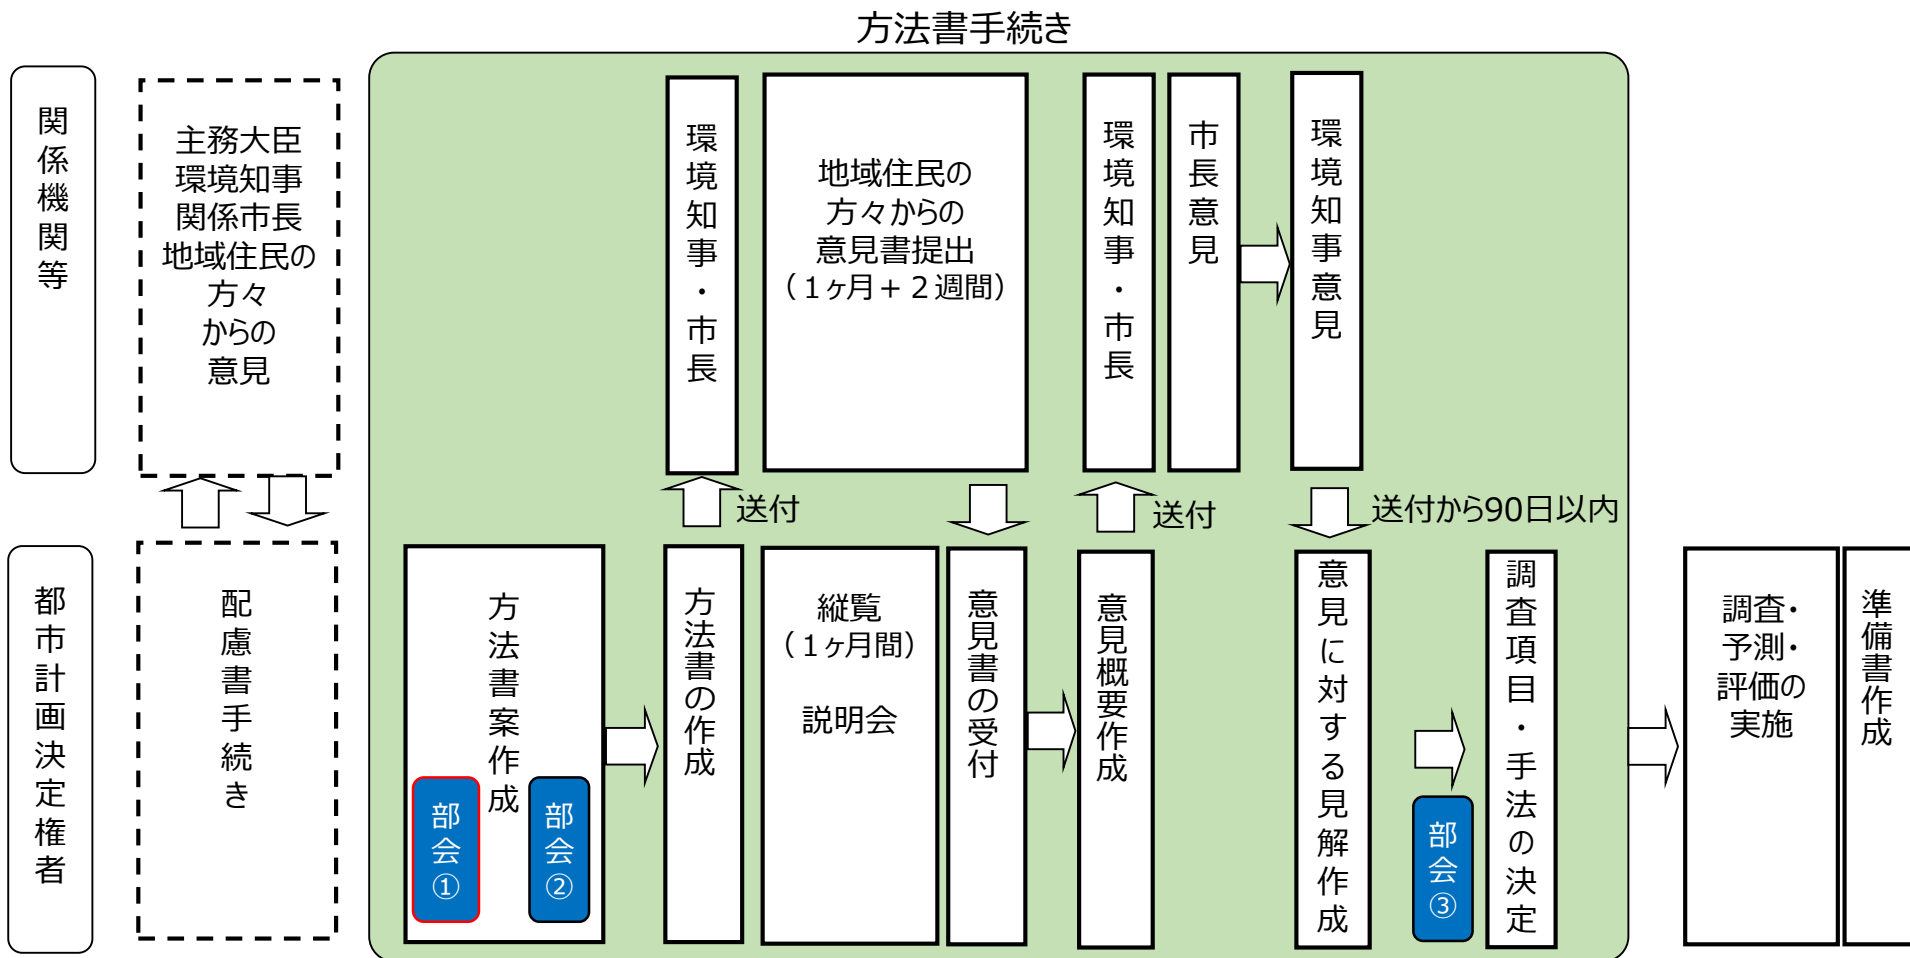 方法書手続き
関係機関等
主務大臣
環境知事
関係市長
地域住民の
方々
からの
意見
環境知事・市長
地域住民の
方々からの
意見書提出
（１ヶ月＋２週間）
環境知事・市長
市長意見
環境知事意見
送付
送付
送付から90日以内
都市計画決定権者
配慮書手続き
方法書案作成
部会①
部会②
方法書の作成
縦覧
（１ヶ月間）
説明会
意見書の受付
意見概要作成
意見に対する見解作成
部会③
調査項目・手法の決定
調査・
予測・
評価の
実施
準備書作成